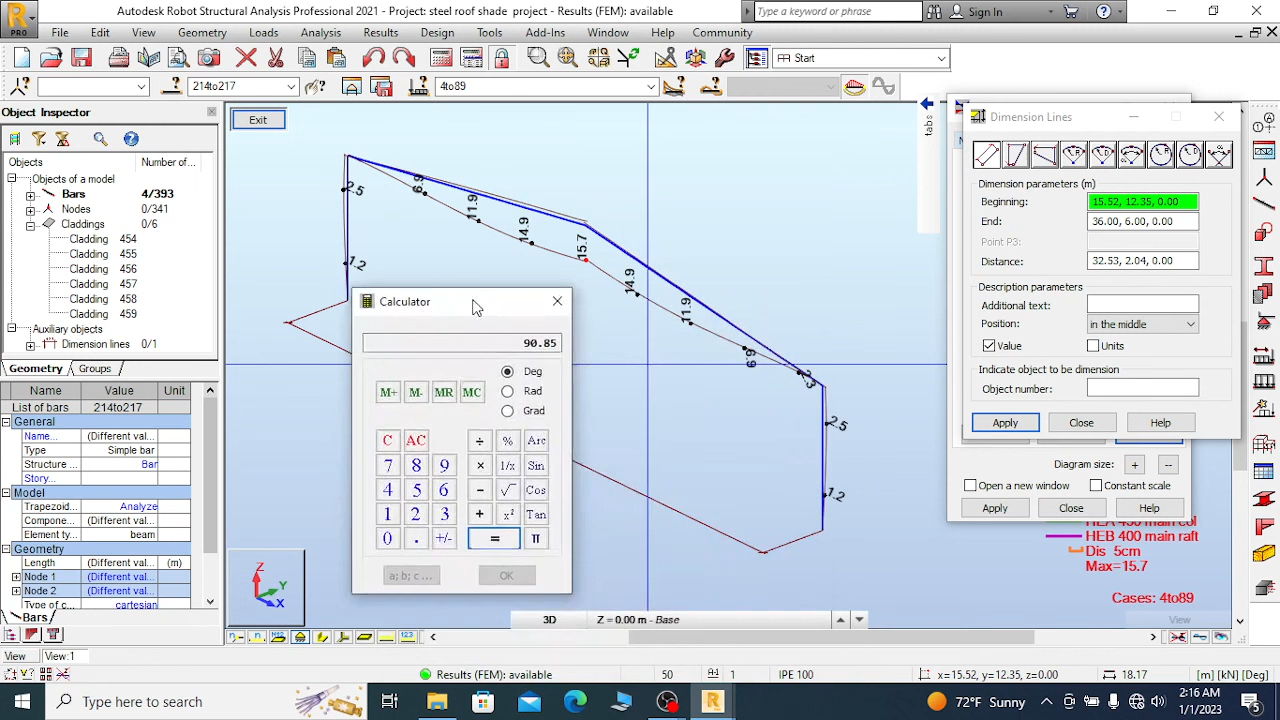 PRO
Autodesk Robot Structural Analysis Professional 2021 - Project: steel roof shade  project - Results (FEM): available
Type a keyword or phrase
Sign In
File Edit View Geometry Loads Analysis Results Design Tools Add-Ins Window Help Community
Start
214to217
4to89
Object Inspector
Exit
tabs
Objects
Number of...
Objects of a model
Bars 4/393
Nodes 0/341
Claddings 0/6
Cladding 454
Cladding 455
Cladding 456
Cladding 457
Cladding 458
Cladding 459
Auxiliary objects
Dimension lines 0/1
Geometry
Groups
Name Value Unit
List of bars 214to217
General
Name... (Different val...
Type Simple bar
Structure ... Bar
Story...
Model
Trapezoid... Analyze
Compone... (Different val...
Element ty... beam
Geometry
Length (Different val... (m)
Node 1 (Different val...
Node 2 (Different val...
Type of c... cartesian
Bars
2.5
1.2
6.9
11.9
14.9
15.7
14.9
11.9
6.9
2.3
2.5
1.2
Calculator
90.85
Deg
M+ M- MR MC
Rad
Grad
C AC ÷ % Arc
7 8 9 × 1/x Sin
4 5 6 - √ Cos
1 2 3 + x² Tan
0 . +/- = π
a; b; c ...
OK
Dimension Lines
Dimension parameters (m)
Beginning: 15.52, 12.35, 0.00
End: 36.00, 6.00, 0.00
Point P3:
Distance: 32.53, 2.04, 0.00
Description parameters
Additional text:
Position: in the middle
Value
Units
Indicate object to be dimension
Object number:
Apply Close Help
Diagram size: + --
Open a new window
Constant scale
Apply Close Help
HEB 400 main raft
Dis 5cm
Max=15.7
Cases: 4to89
Z
Y
X
3D
Z = 0.00 m - Base
View
View
View:1
Results (FEM): available
50
1
IPE 100
x=15.52, y=12.35, z=0.00
18.17
[m] [kN] [Deg]
Type here to search
72°F Sunny
2:16 AM
1/1/2023